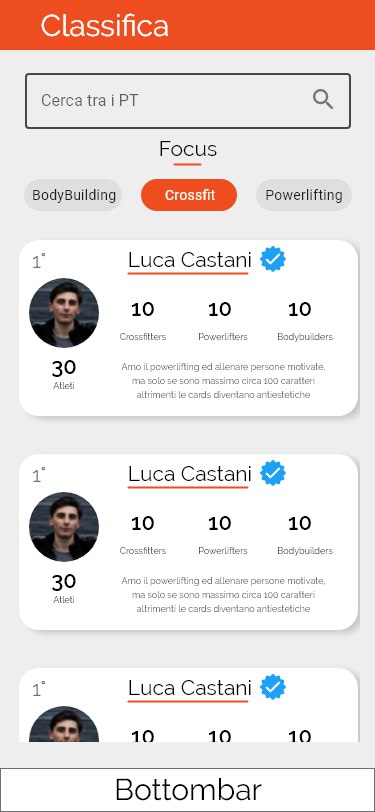 Classifica
Cerca tra i PT
Focus
BodyBuilding Crossfit Powerlifting
1° Luca Castani
10 10 10
Crossfitters Powerlifters Bodybuilders
30
Atleti
Amo il powerlifting ed allenare persone motivate,
ma solo se sono massimo circa 100 caratteri
altrimenti le cards diventano antiestetiche
1° Luca Castani
10 10 10
Crossfitters Powerlifters Bodybuilders
30
Atleti
Amo il powerlifting ed allenare persone motivate,
ma solo se sono massimo circa 100 caratteri
altrimenti le cards diventano antiestetiche
1° Luca Castani
10 10 10
Bottombar